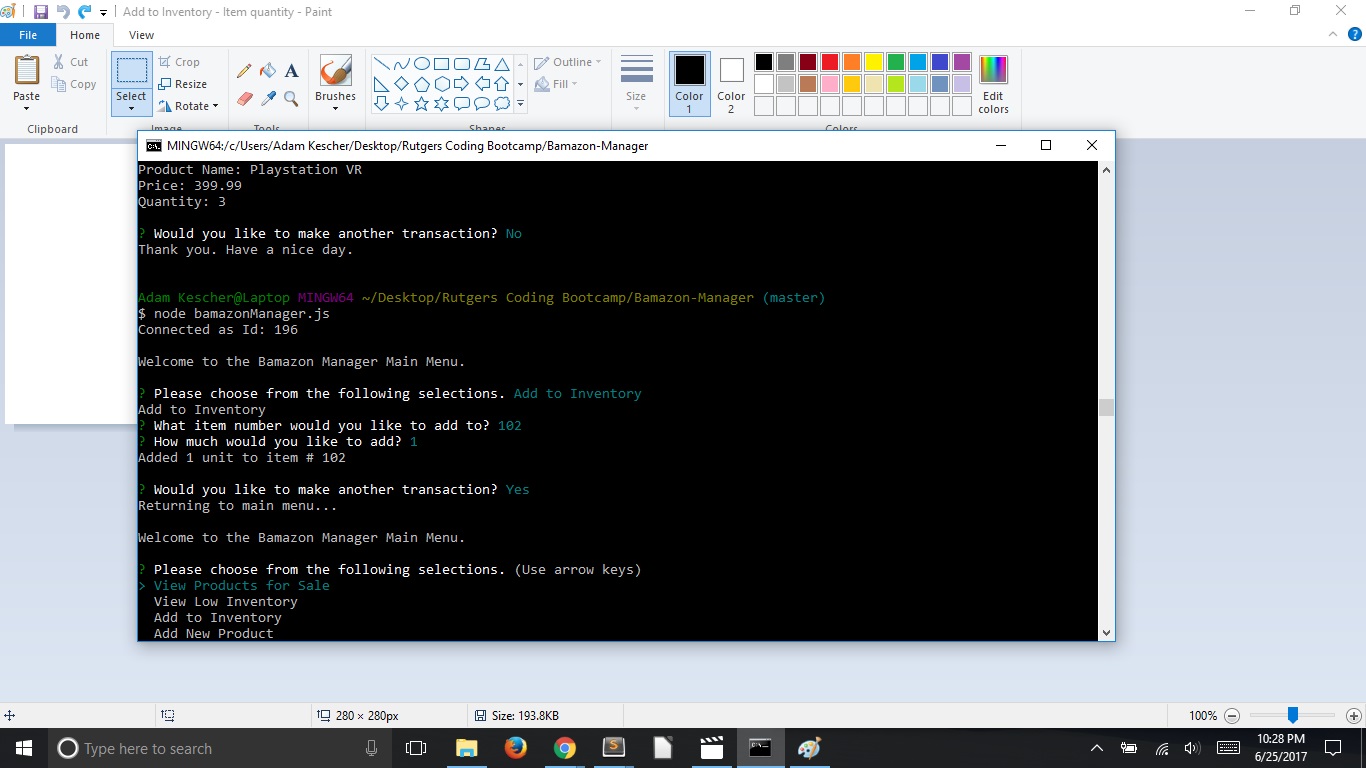 Add to Inventory - Item quantity - Paint
File Home View
Paste
Cut
Copy
Clipboard
Select
Crop
Resize
Rotate
Image
A
Tools
Brushes
Shapes
Outline
Fill
Size
Color 1
Color 2
Edit colors
Colors
MINGW64:/c/Users/Adam Kescher/Desktop/Rutgers Coding Bootcamp/Bamazon-Manager
Product Name: Playstation VR
Price: 399.99
Quantity: 3
? Would you like to make another transaction? No
Thank you. Have a nice day.
Adam Kescher@Laptop MINGW64 ~/Desktop/Rutgers Coding Bootcamp/Bamazon-Manager (master)
$ node bamazonManager.js
Connected as Id: 196
Welcome to the Bamazon Manager Main Menu.
? Please choose from the following selections. Add to Inventory
Add to Inventory
? What item number would you like to add to? 102
? How much would you like to add? 1
Added 1 unit to item # 102
? Would you like to make another transaction? Yes
Returning to main menu...
Welcome to the Bamazon Manager Main Menu.
? Please choose from the following selections. (Use arrow keys)
> View Products for Sale
View Low Inventory
Add to Inventory
Add New Product
280 × 280px
Size: 193.8KB
100%
Type here to search
10:28 PM
6/25/2017